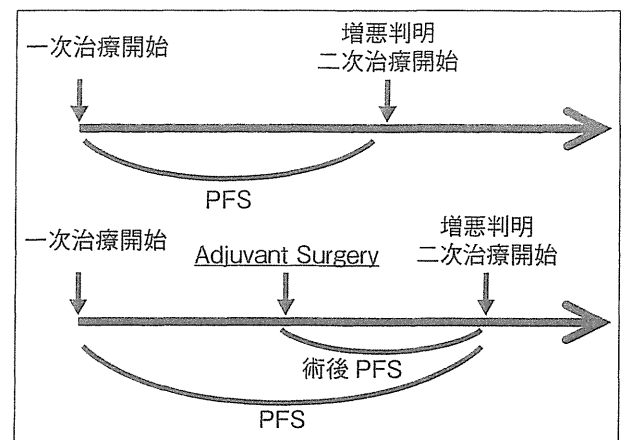 一次治療開始
増悪判明
二次治療開始
PFS
一次治療開始
Adjuvant Surgery
増悪判明
二次治療開始
術後 PFS
PFS